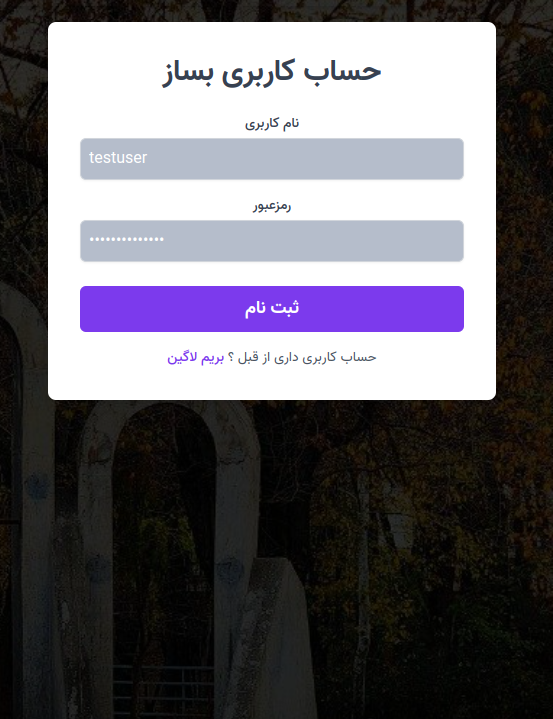 حساب کاربری بساز
نام کاربری
testuser
رمزعبور
••••••••••••••
ثبت نام
حساب کاربری داری از قبل ؟ بریم لاگین